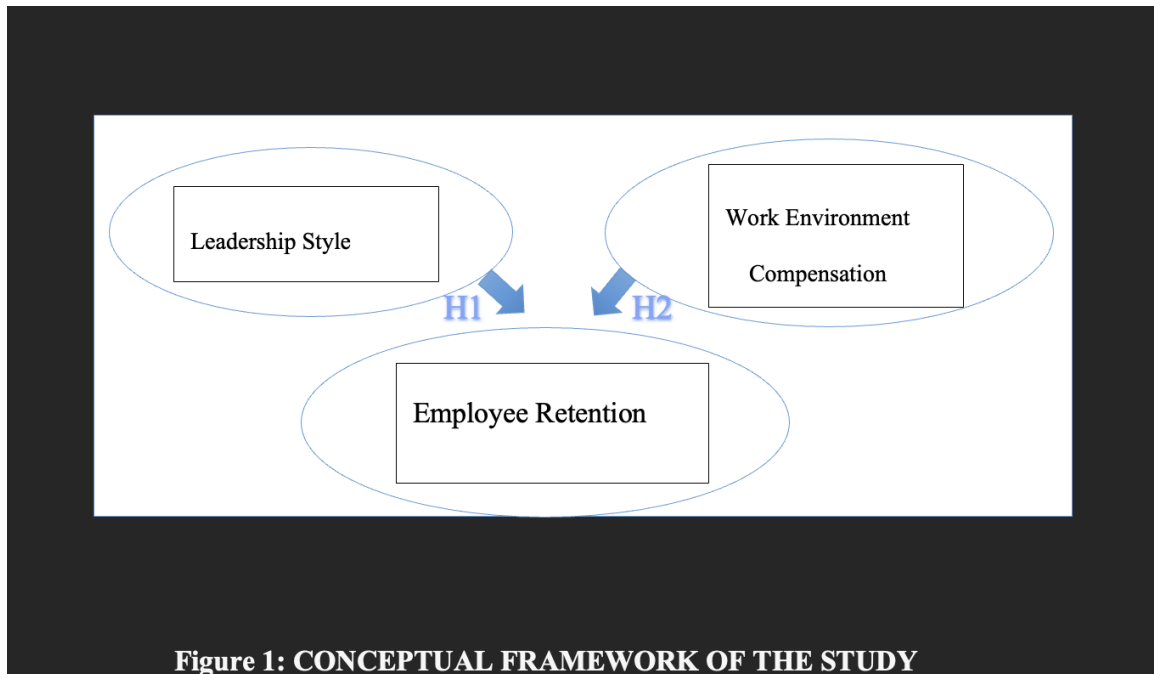 Leadership Style
Work Environment
Compensation
H1
H2
Employee Retention
Figure 1: CONCEPTUAL FRAMEWORK OF THE STUDY